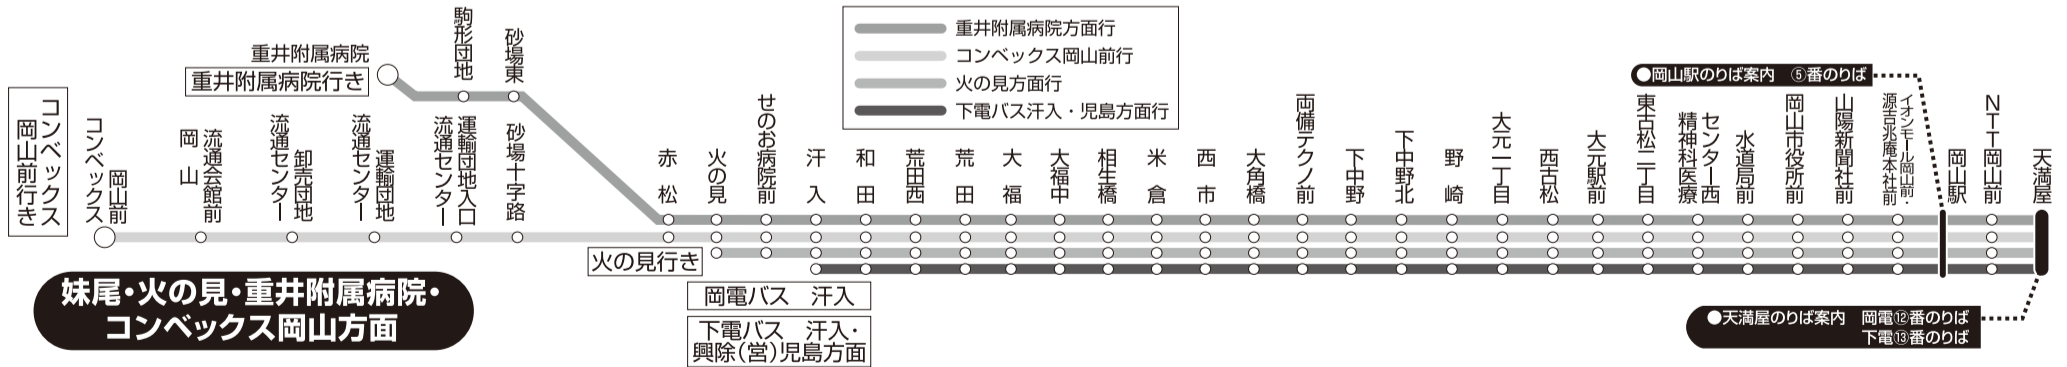 重井附属病院方面行
コンベックス岡山前行
火の見方面行
下電バス汗入・児島方面行
●岡山駅のりば案内　⑤番のりば
コンベックス
岡山前行き
重井附属病院
重井附属病院行き
駒形団地
砂場東
コンベックス
岡山前
岡山
流通会館前
流通センター
卸売団地
流通センター
運輸団地
流通センター
運輸団地入口
砂場十字路
赤松
火の見
せのお病院前
汗入
和田
荒田西
荒田
大福
大福中
相生橋
米倉
西市
大角橋
両備テクノ前
下中野
下中野北
野崎
大元一丁目
西古松
大元駅前
東古松二丁目
精神科医療
センター西
水道局前
岡山市役所前
山陽新聞社前
イオンモール岡山前・
源吉兆庵本社前
岡山駅
NTT岡山前
天満屋
火の見行き
岡電バス　汗入
下電バス　汗入・
興除(営)児島方面
妹尾・火の見・重井附属病院・
コンベックス岡山方面
●天満屋のりば案内　岡電⑫番のりば
下電⑬番のりば